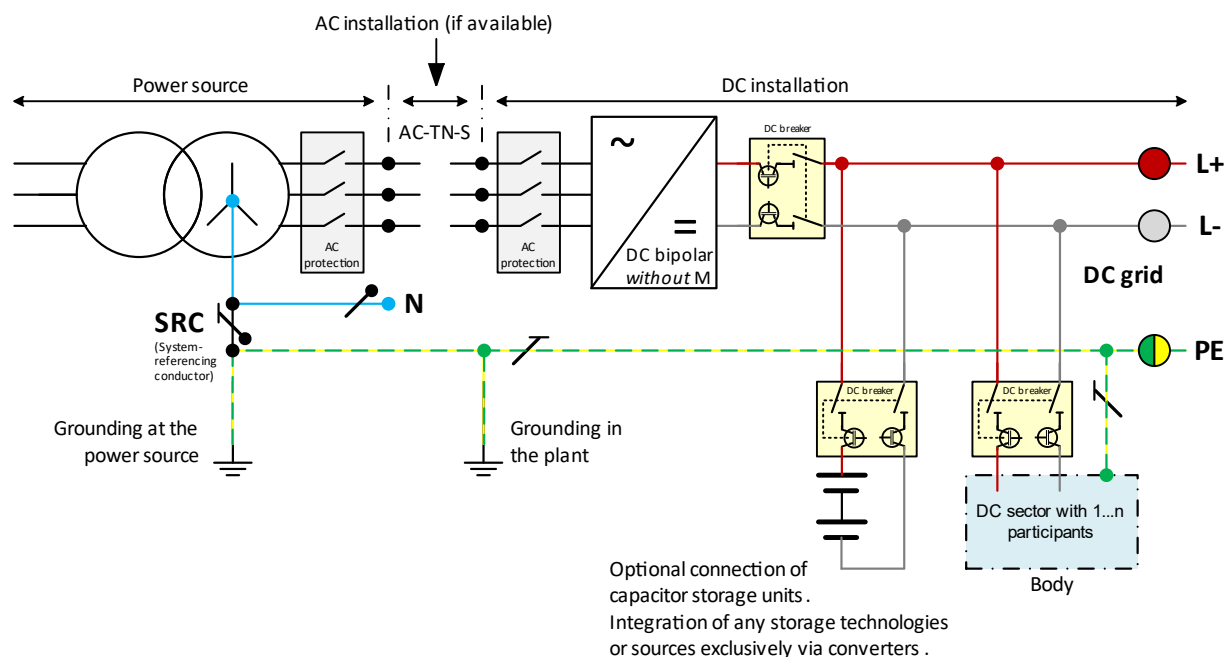 AC installation (if available)
Power source
DC installation
AC-TN-S
DC breaker
~
=
L+
L-
AC
protection
AC
protection
DC bipolar
without M
DC grid
N
SRC
(System-
referencing
conductor)
PE
DC breaker
DC breaker
Grounding at the
power source
Grounding in
the plant
DC sector with 1...n
participants
Body
Optional connection of
capacitor storage units .
Integration of any storage technologies
or sources exclusively via converters .